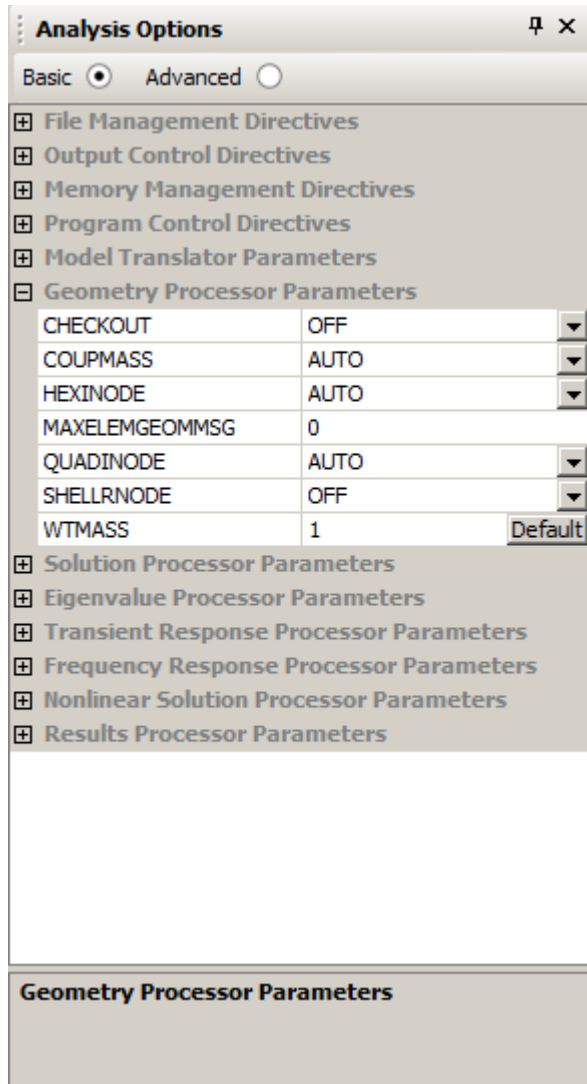 Analysis Options
Basic Advanced
File Management Directives
Output Control Directives
Memory Management Directives
Program Control Directives
Model Translator Parameters
Geometry Processor Parameters
CHECKOUT OFF
COUPMASS AUTO
HEXINODE AUTO
MAXELEMGEOMMSG 0
QUADINODE AUTO
SHELLRNODE OFF
WTMASS 1 Default
Solution Processor Parameters
Eigenvalue Processor Parameters
Transient Response Processor Parameters
Frequency Response Processor Parameters
Nonlinear Solution Processor Parameters
Results Processor Parameters
Geometry Processor Parameters